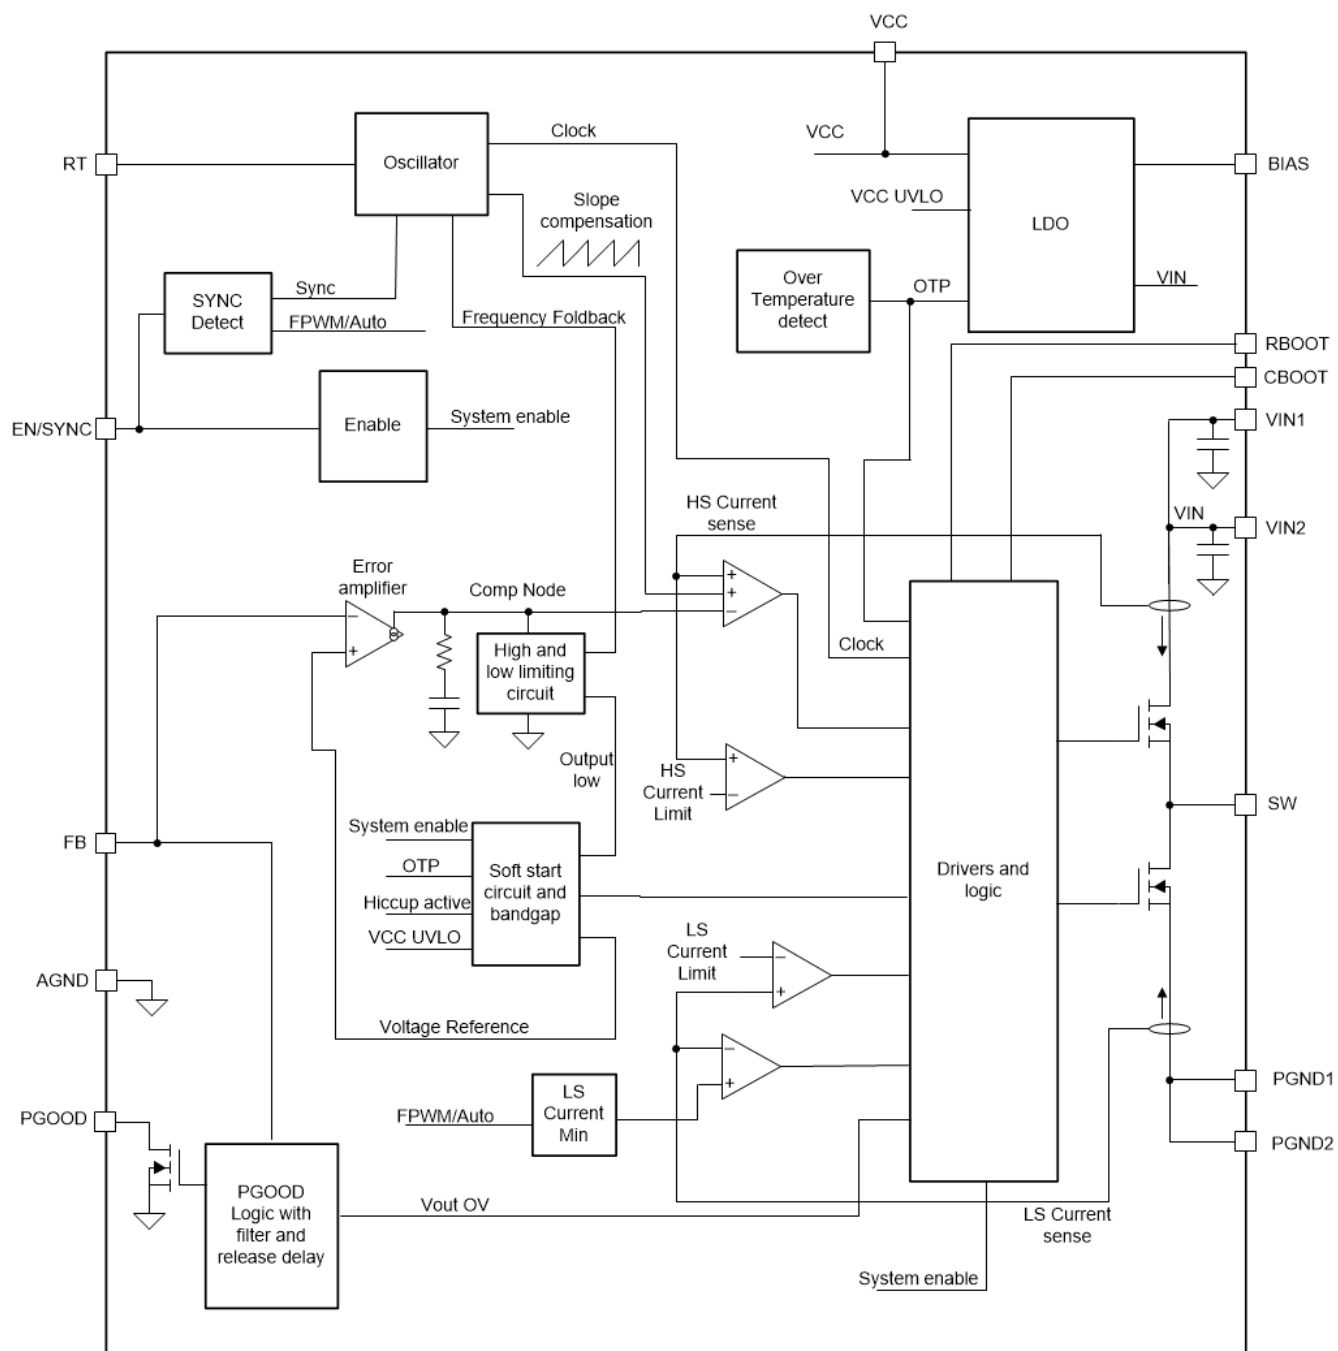 VCC
RT
Oscillator
Clock
VCC
VCC UVLO
LDO
BIAS
Slope
compensation
Over
Temperature
detect
OTP
VIN
SYNC
Detect
Sync
FPWM/Auto
Frequency Foldback
RBOOT
CBOOT
EN/SYNC
Enable
System enable
VIN1
HS Current
sense
VIN
VIN2
Error
amplifier
Comp Node
+
+
−
−
+
High and
low limiting
circuit
Clock
Output
low
HS
Current
Limit
+
−
SW
FB
System enable
OTP
Hiccup active
VCC UVLO
Soft start
circuit and
bandgap
Drivers and
logic
LS
Current
Limit
−
+
AGND
Voltage Reference
−
+
PGND1
PGOOD
FPWM/Auto
LS
Current
Min
PGND2
PGOOD
Logic with
filter and
release delay
Vout OV
LS Current
sense
System enable